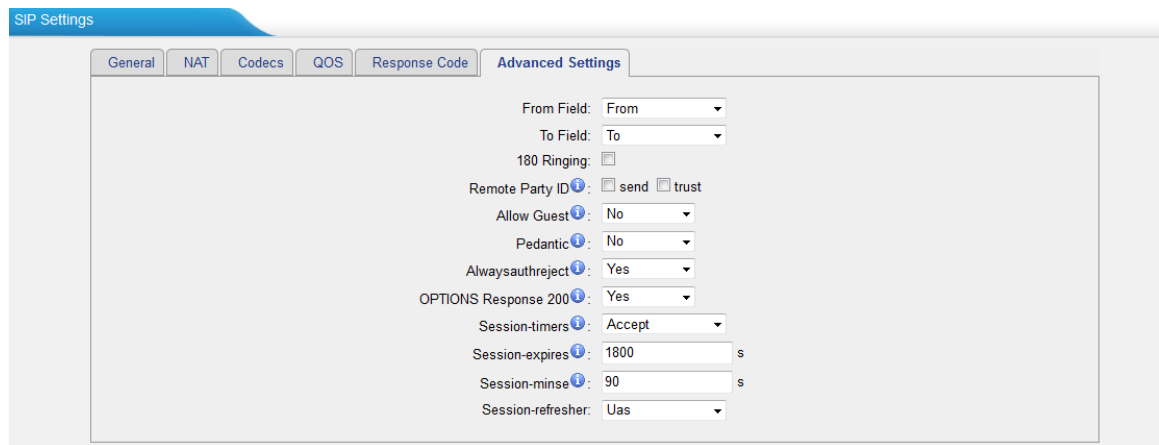 SIP Settings
General NAT Codecs QOS Response Code Advanced Settings
From Field: From
To Field: To
180 Ringing:
Remote Party ID i : send trust
Allow Guest i : No
Pedantic i : No
Alwaysauthreject i : Yes
OPTIONS Response 200 i : Yes
Session-timers i : Accept
Session-expires i : 1800 s
Session-minse i : 90 s
Session-refresher: Uas